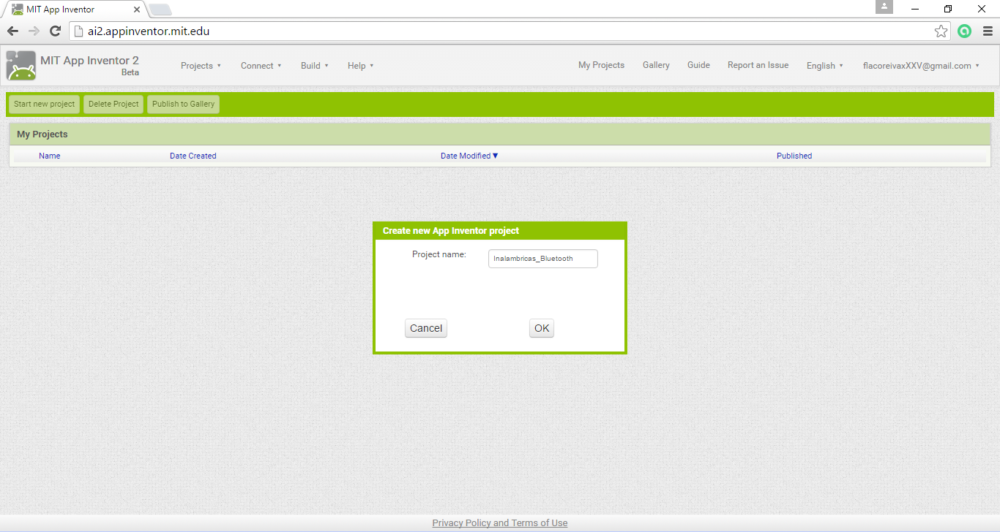 MIT App Inventor
ai2.appinventor.mit.edu
MIT App Inventor 2
Beta
Projects Connect Build Help My Projects Gallery Guide Report an Issue English flacoreivaxXXV@gmail.com
Start new project Delete Project Publish to Gallery
My Projects
Name Date Created Date Modified▼ Published
Create new App Inventor project
Project name: Inalambricas_Bluetooth
Cancel OK
Privacy Policy and Terms of Use